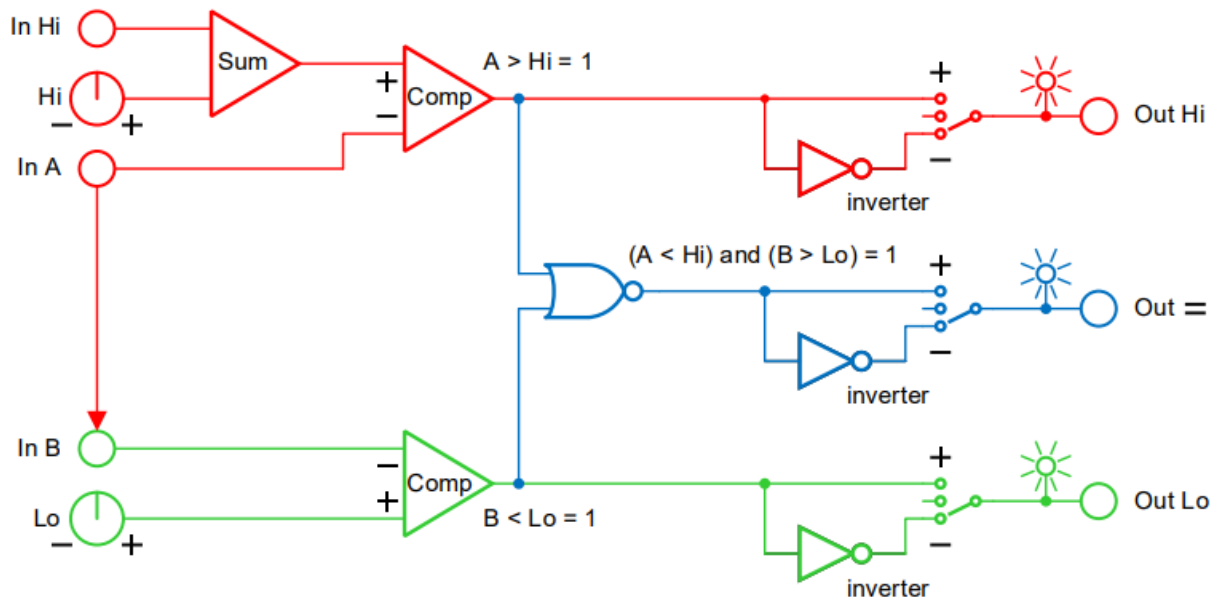 In Hi
Sum
Hi
− +
In A
+
−
Comp
A > Hi = 1
+
−
inverter
Out Hi
(A < Hi) and (B > Lo) = 1
+
−
inverter
Out =
In B
Lo
− +
−
+
Comp
B < Lo = 1
+
−
inverter
Out Lo